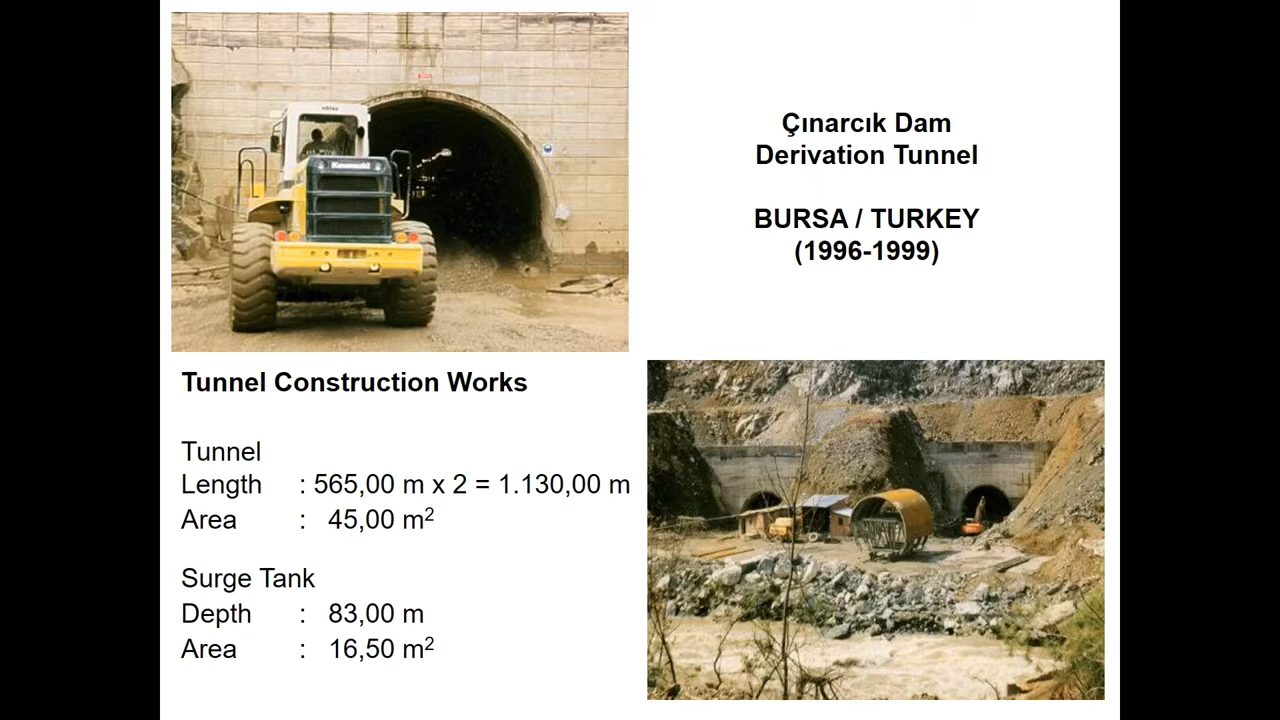 Çınarcık Dam
Derivation Tunnel
BURSA / TURKEY
(1996-1999)
Kawasaki
Tunnel Construction Works
Tunnel
Length : 565,00 m x 2 = 1.130,00 m
Area : 45,00 m²
Surge Tank
Depth : 83,00 m
Area : 16,50 m²